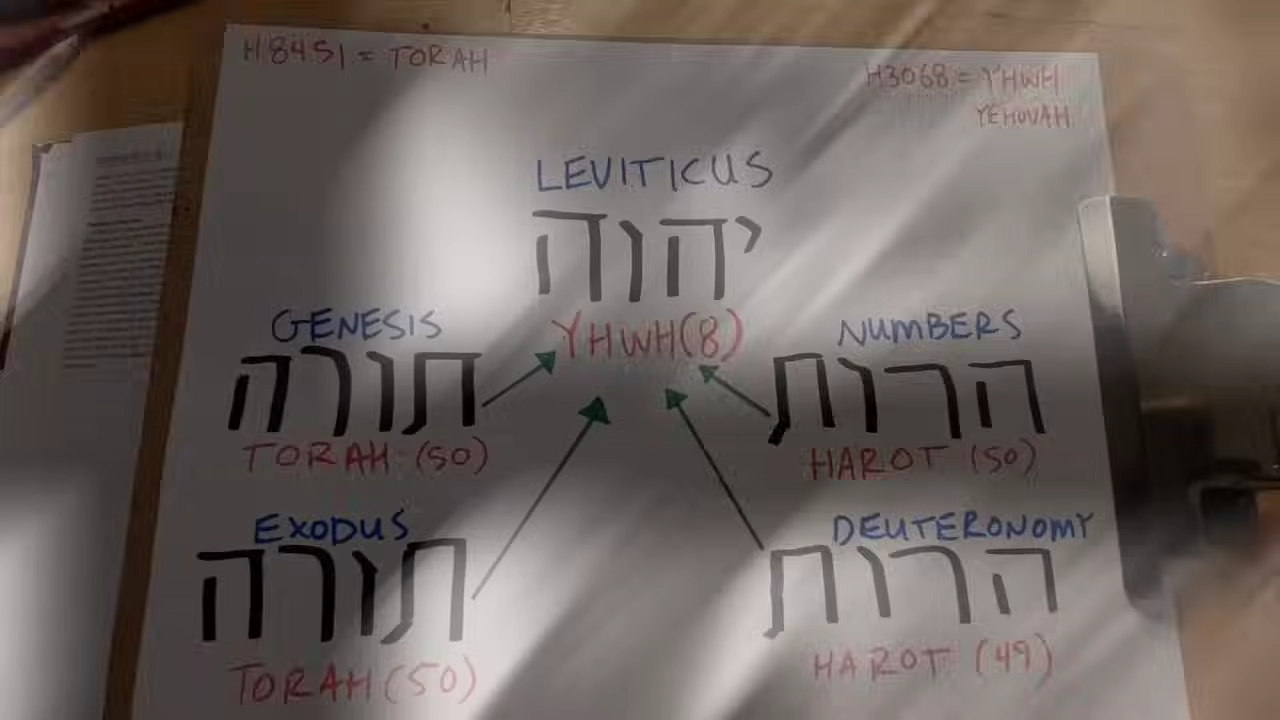 H8451 = TORAH
H3068 = YHWH
YEHOVAH
LEVITICUS
יהוה
YHWH(8)
GENESIS
תורה
TORAH (50)
NUMBERS
הרות
HAROT (50)
EXODUS
תורה
TORAH (50)
DEUTERONOMY
הרות
HAROT (49)